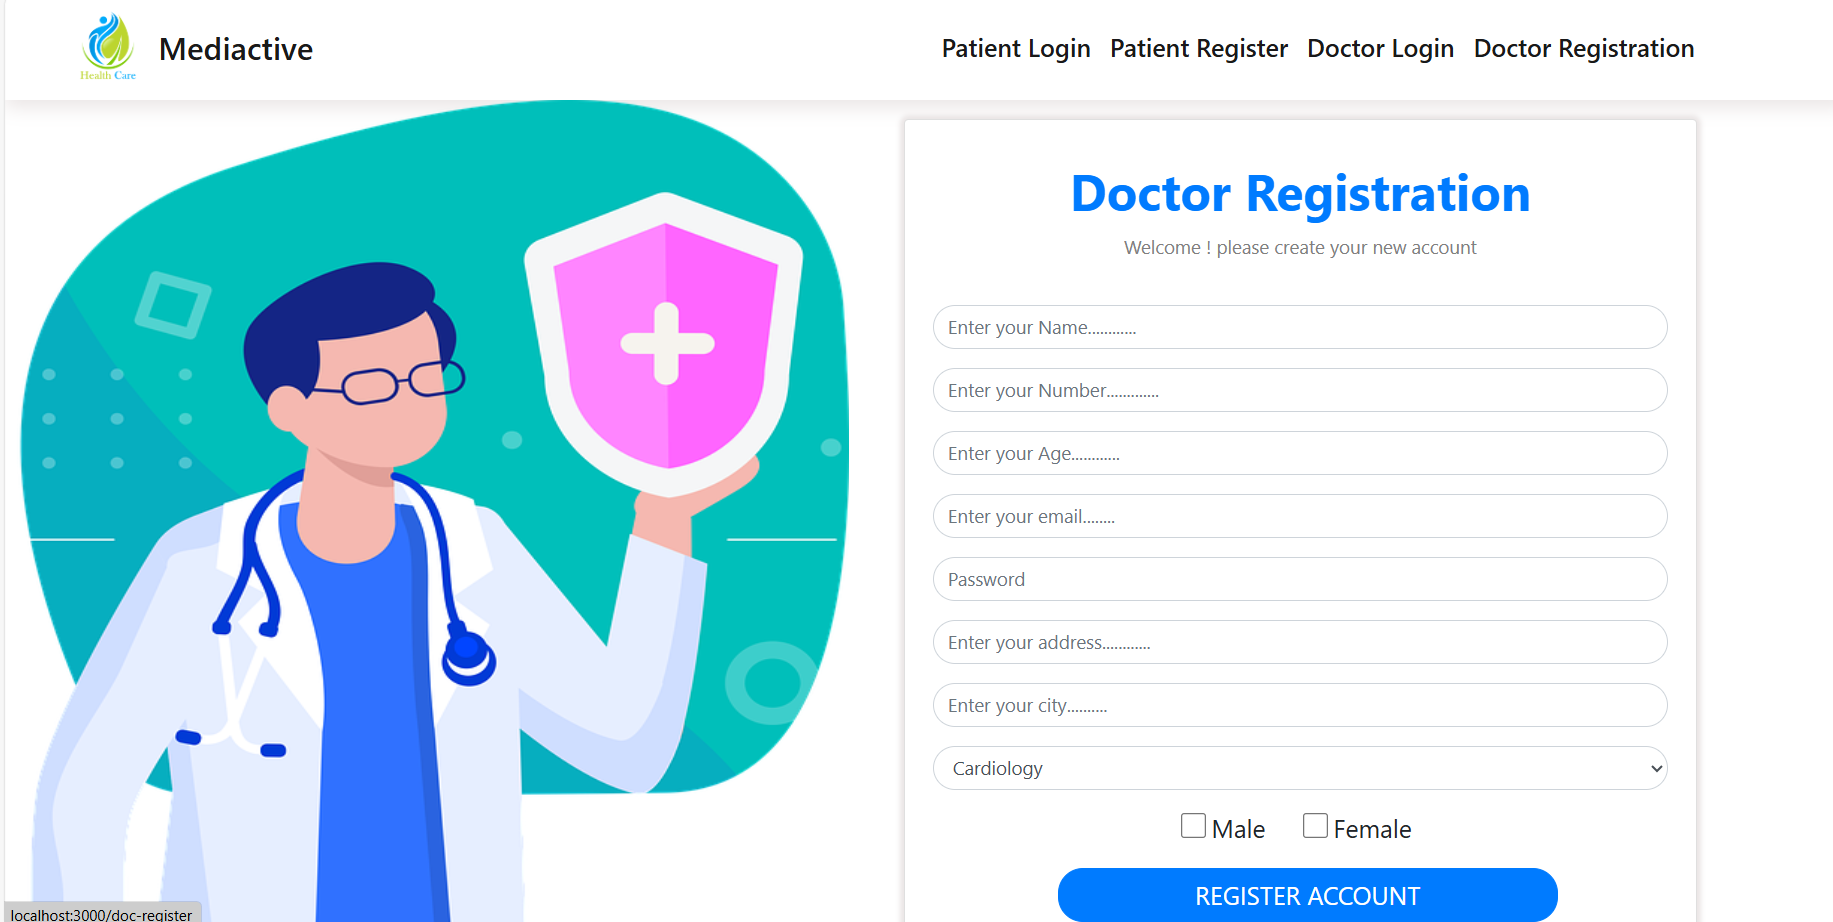 Health Care
Mediactive
Patient Login Patient Register Doctor Login Doctor Registration
Doctor Registration
Welcome ! please create your new account
Enter your Name............
Enter your Number.............
Enter your Age............
Enter your email........
Password
Enter your address............
Enter your city..........
Cardiology
Male Female
REGISTER ACCOUNT
localhost:3000/doc-register